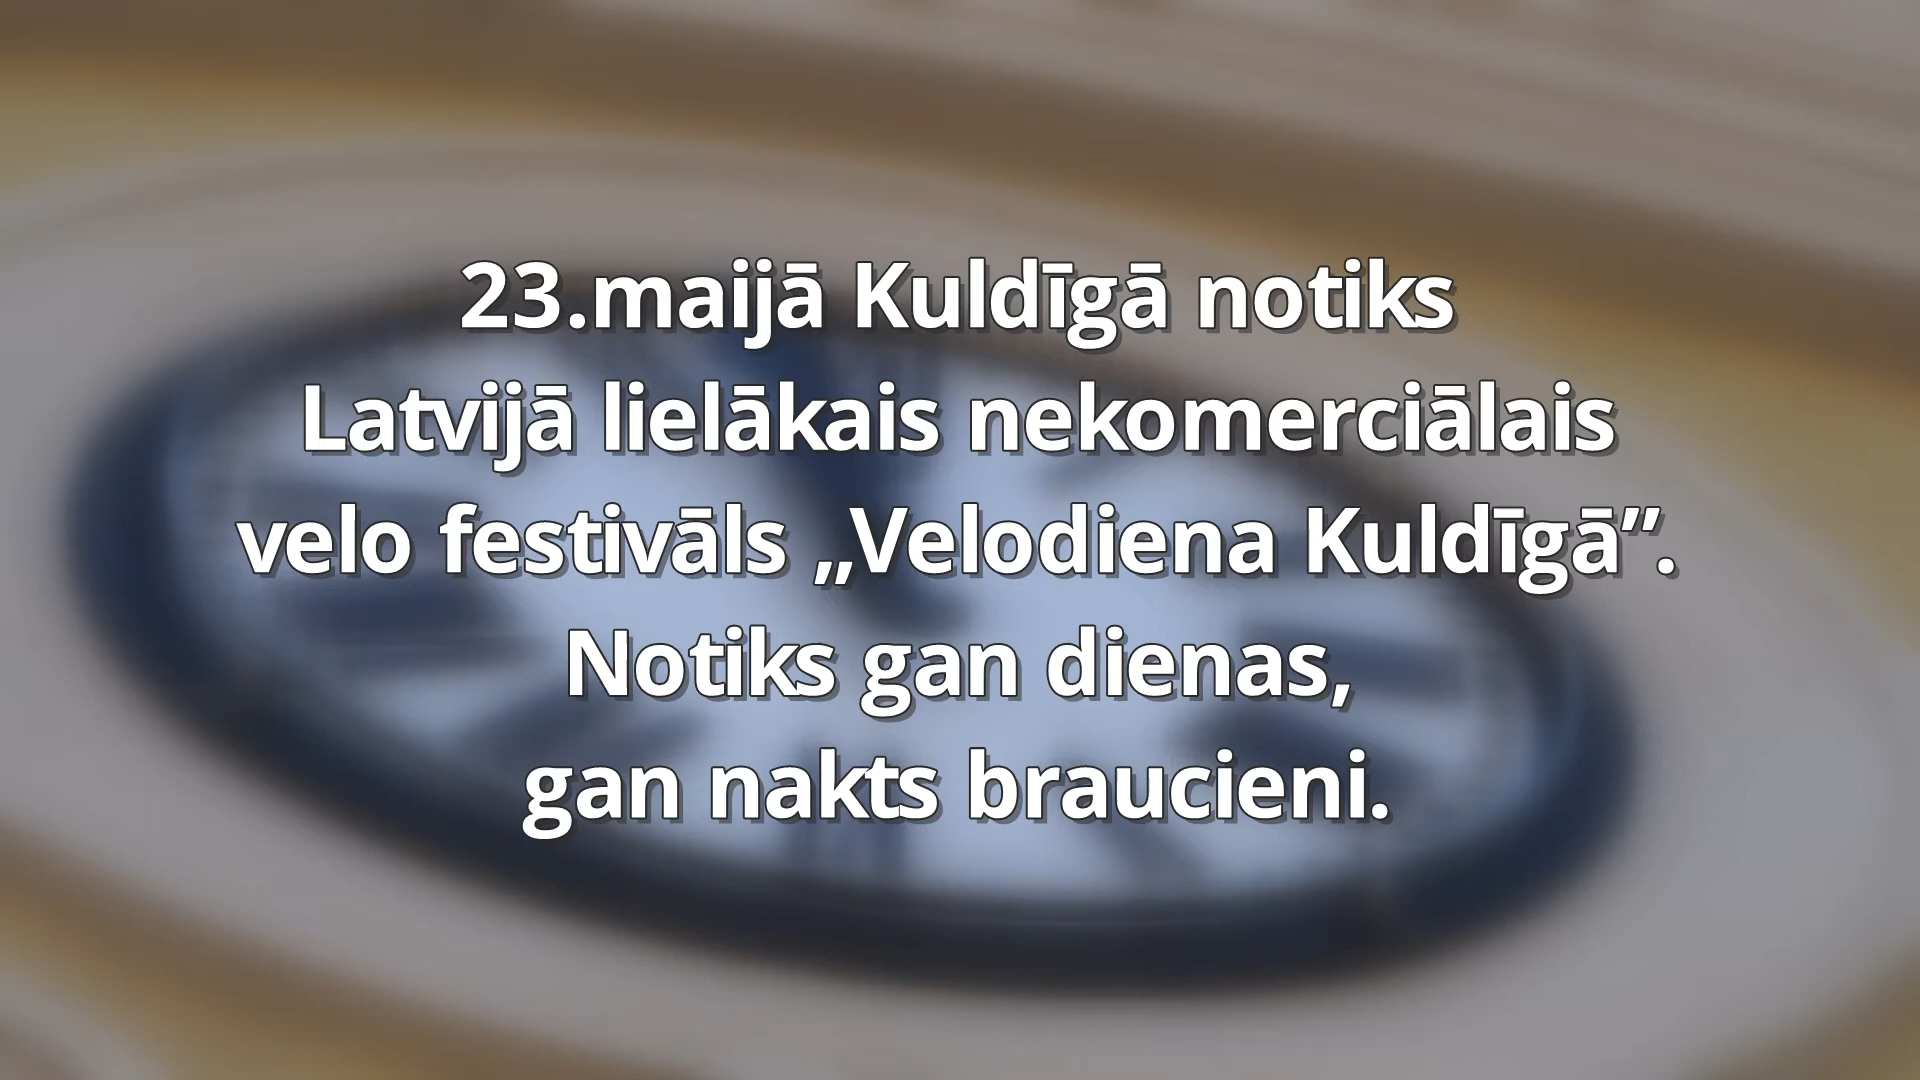 23.maijā Kuldīgā notiks
Latvijā lielākais nekomerciālais
velo festivāls „Velodiena Kuldīgā”.
Notiks gan dienas,
gan nakts braucieni.